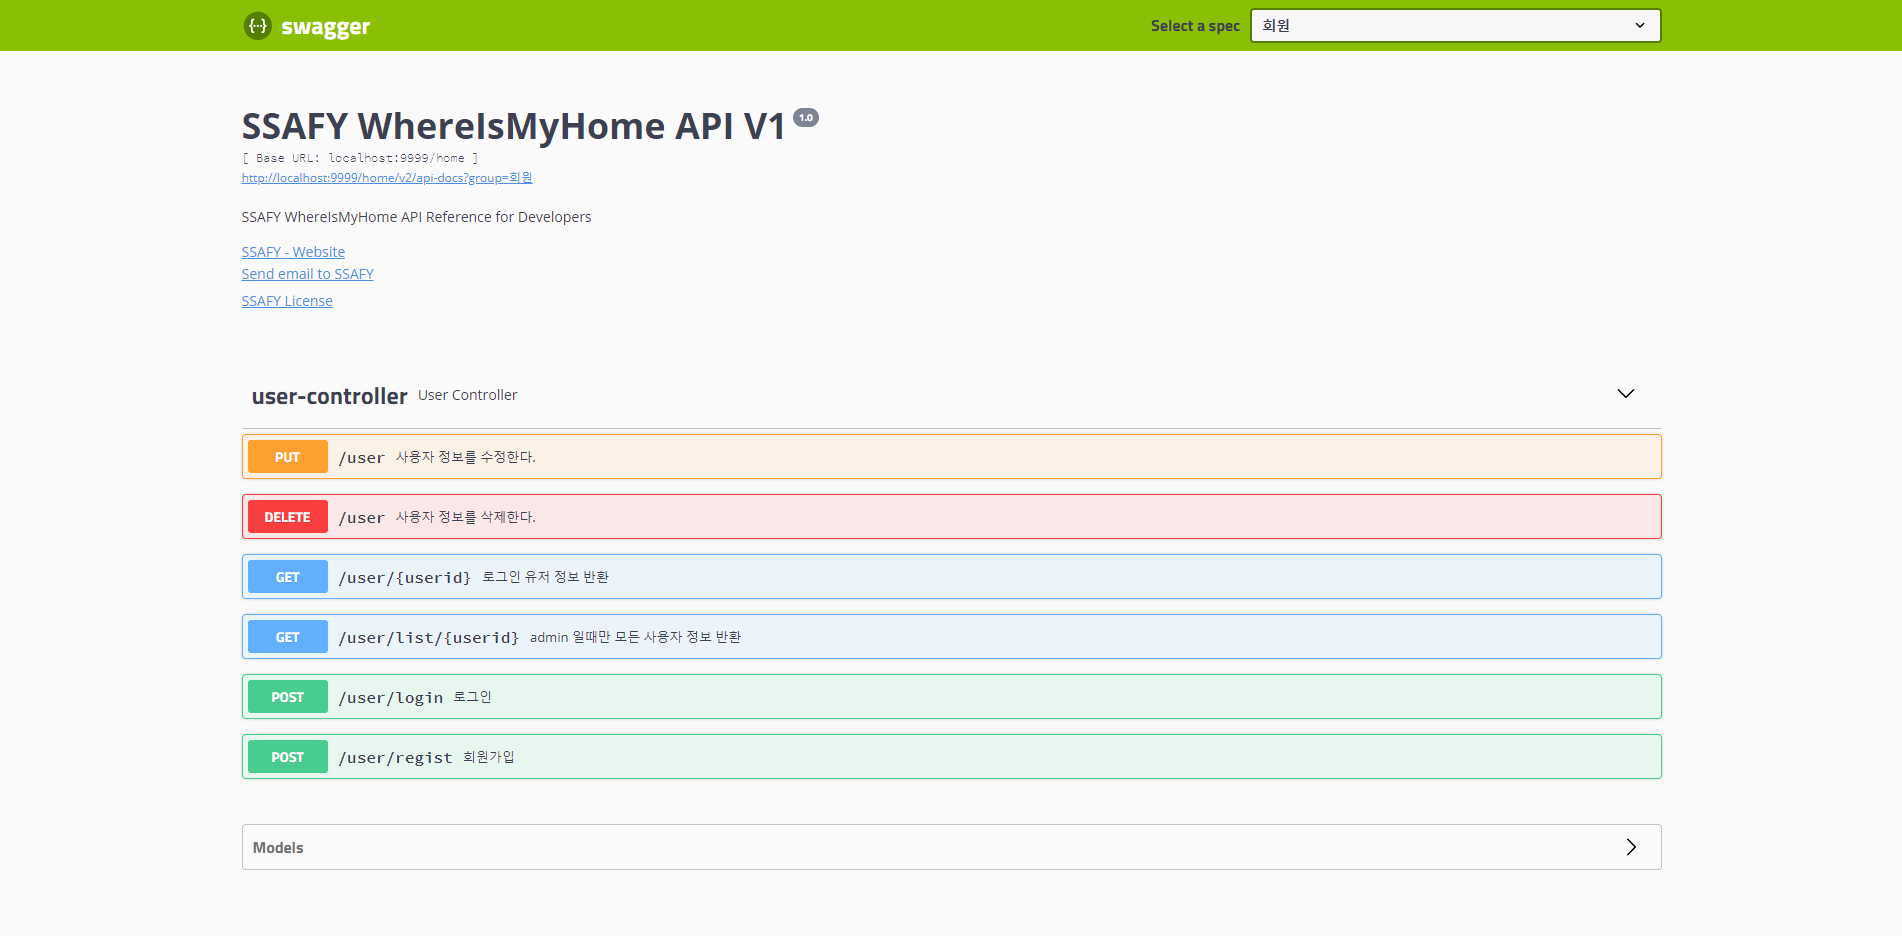 {···} swagger
Select a spec 회원
SSAFY WhereIsMyHome API V1 1.0
[ Base URL: localhost:9999/home ]
http://localhost:9999/home/v2/api-docs?group=회원
SSAFY WhereIsMyHome API Reference for Developers
SSAFY - Website
Send email to SSAFY
SSAFY License
user-controller User Controller
PUT /user 사용자 정보를 수정한다.
DELETE /user 사용자 정보를 삭제한다.
GET /user/{userid} 로그인 유저 정보 반환
GET /user/list/{userid} admin 일때만 모든 사용자 정보 반환
POST /user/login 로그인
POST /user/regist 회원가입
Models